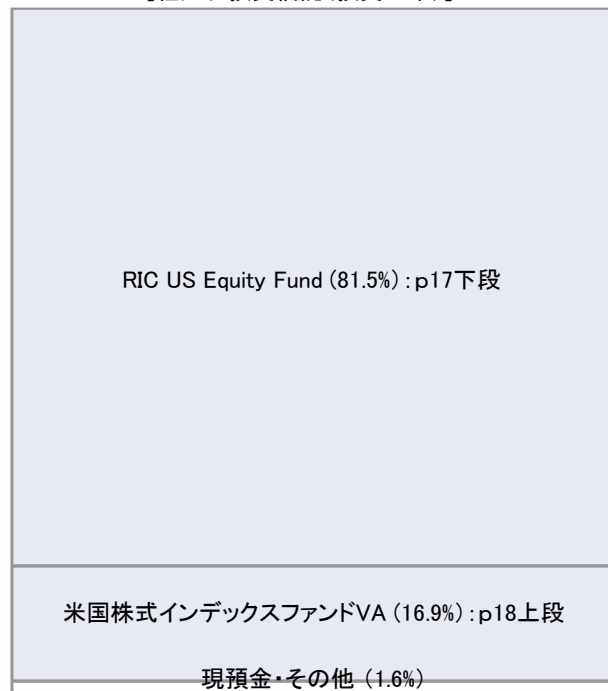 RIC US Equity Fund (81.5%):p17下段
米国株式インデックスファンドVA (16.9%):p18上段
現預金・その他 (1.6%)